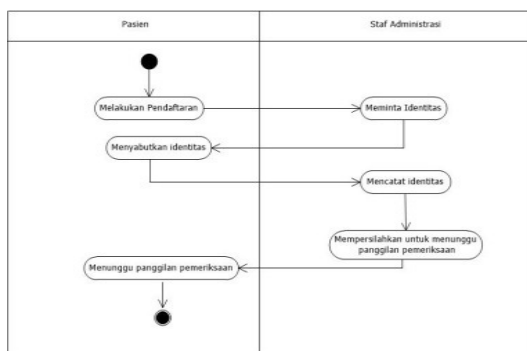 Pasien
Staf Administrasi
Melakukan Pendaftaran
Meminta Identitas
Menyabutkan identitas
Mencatat identitas
Mempersilahkan untuk menunggu
panggilan pemeriksaan
Menunggu panggilan pemeriksaan